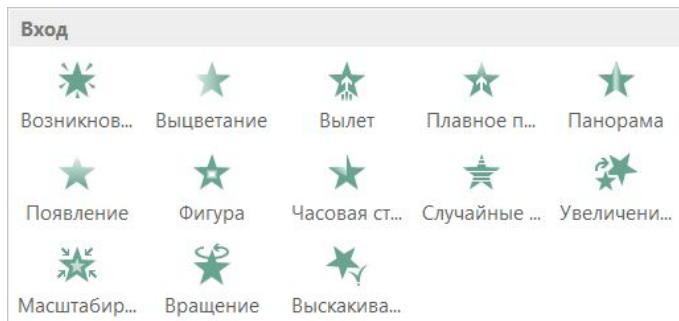 Вход
Возникнов... Выцветание Вылет Плавное п... Панорама
Появление Фигура Часовая ст... Случайные ... Увеличени...
Масштабир... Вращение Выскакива...